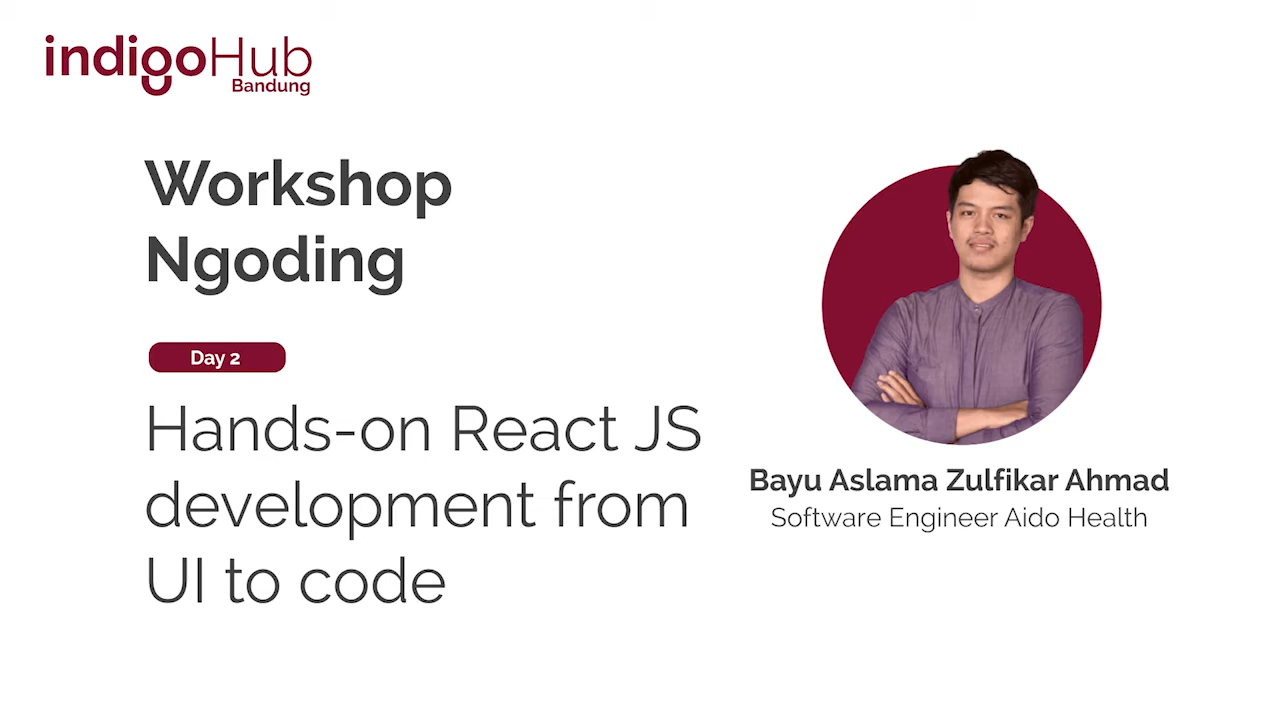 indigoHub
Bandung
Workshop
Ngoding
Day 2
Hands-on React JS
development from
UI to code
Bayu Aslama Zulfikar Ahmad
Software Engineer Aido Health